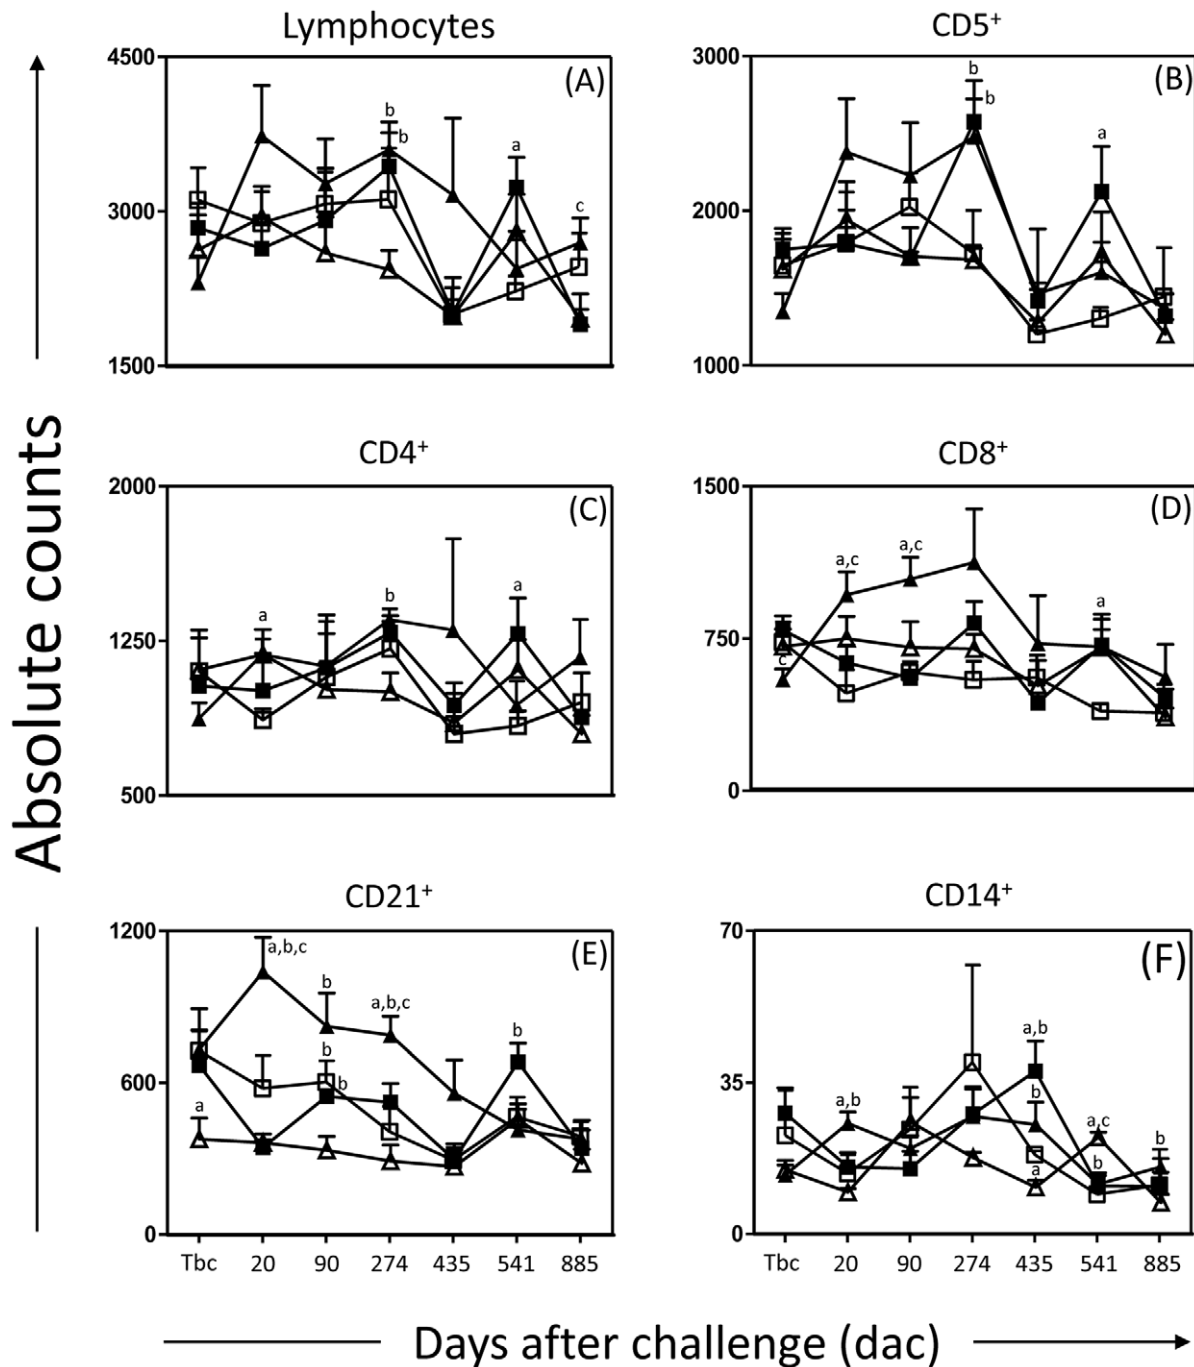 Lymphocytes
CD5+
4500
3000
1500
(A)
b
b
a
c
3000
2000
1000
(B)
b
b
a
CD4+
CD8+
2000
1250
500
(C)
a
b
a
1500
750
0
(D)
c
a,c
a,c
a
CD21+
CD14+
1200
600
0
(E)
a
a,b,c
b
b
b
a,b,c
b
70
35
0
(F)
a,b
a,b
b
a
a,c
b
b
Tbc 20 90 274 435 541 885
Tbc 20 90 274 435 541 885
Absolute counts
Days after challenge (dac)